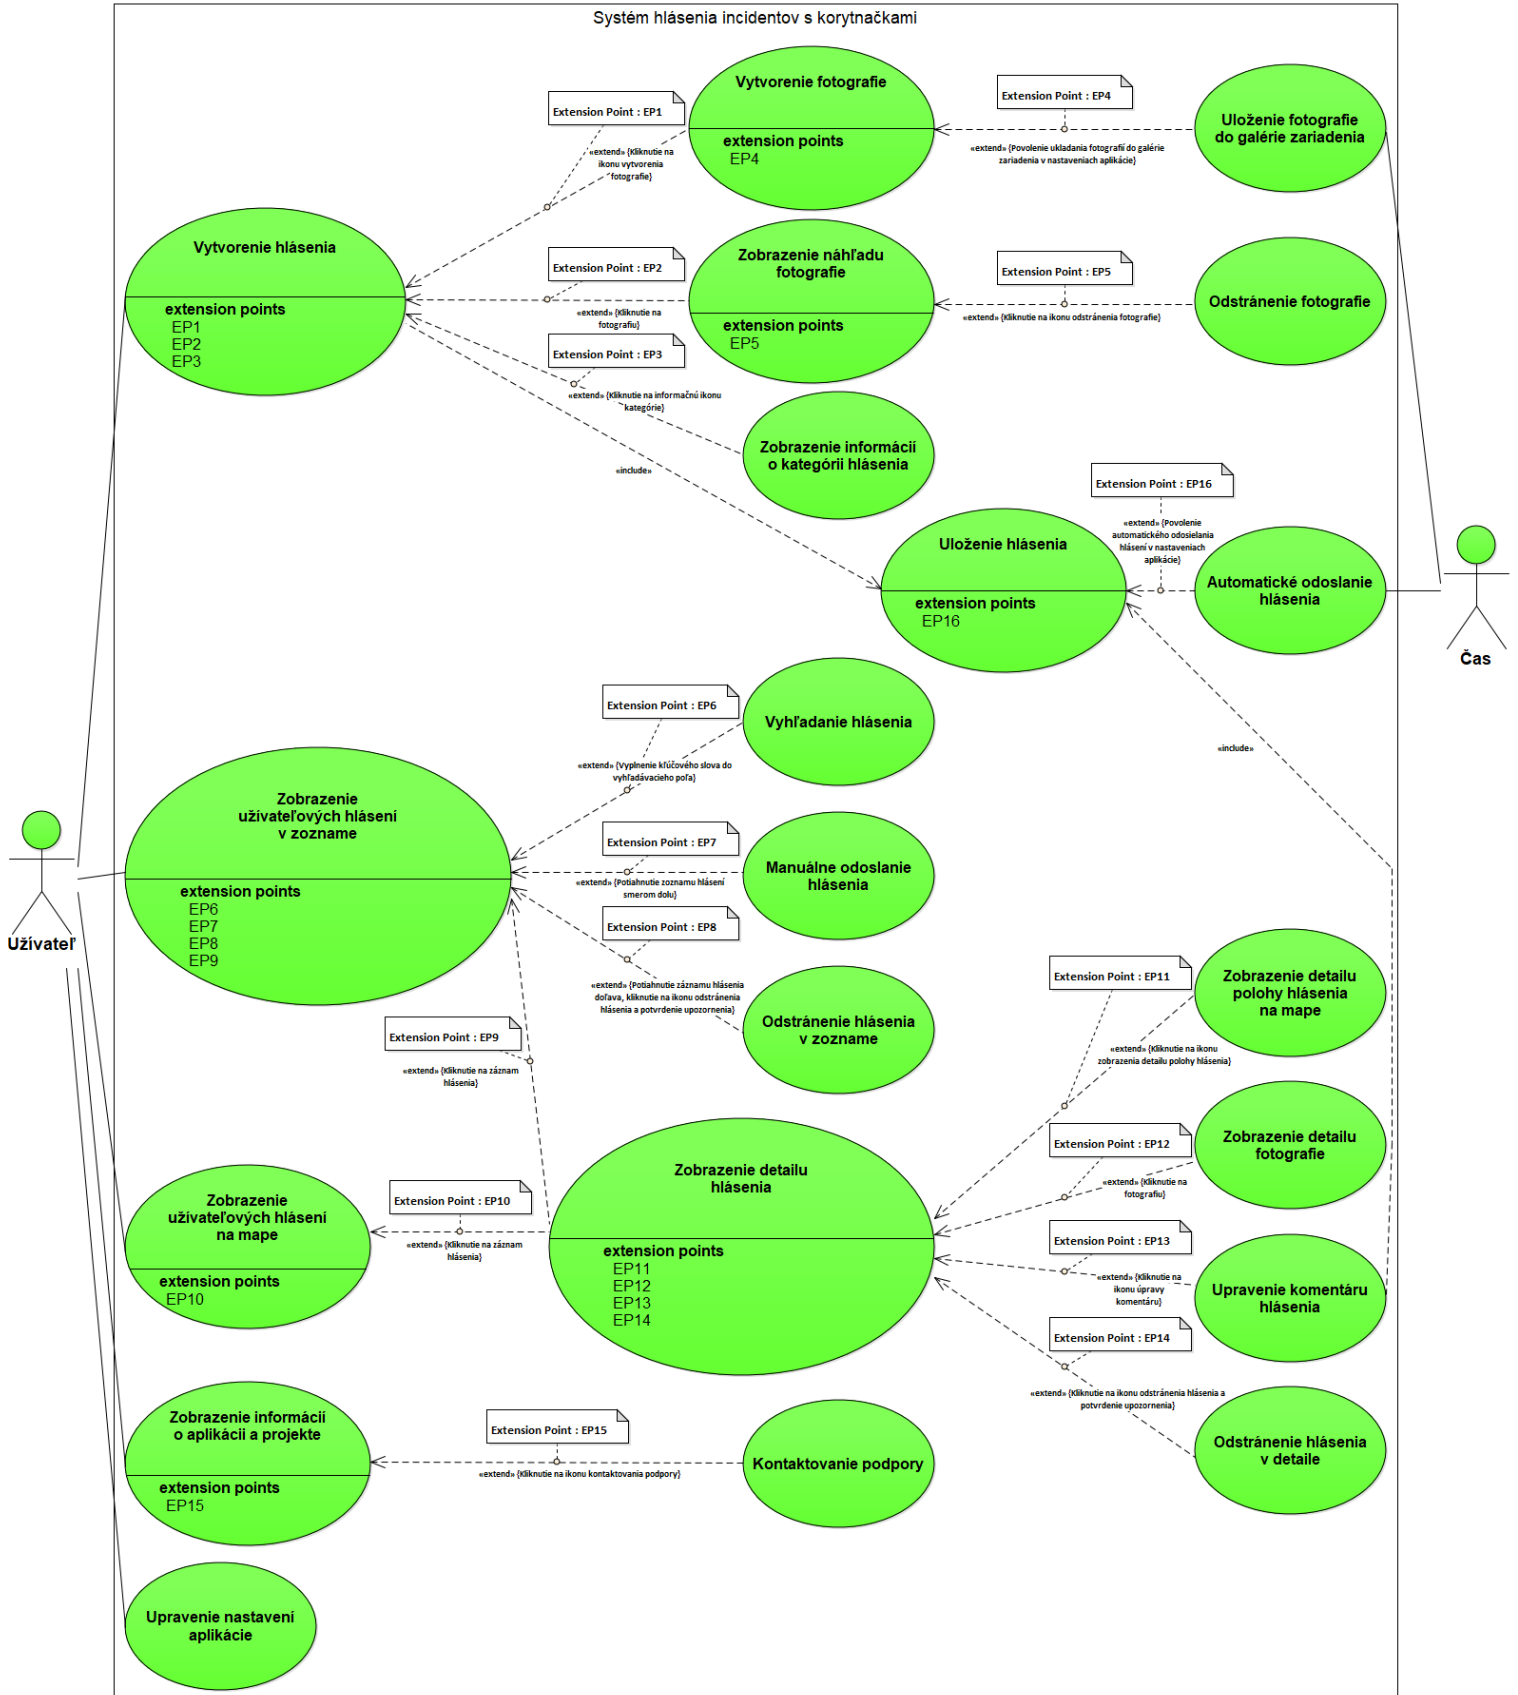 Systém hlásenia incidentov s korytnačkami
Vytvorenie fotografie
extension points
EP4
Extension Point : EP1
«extend» {Kliknutie na
ikonu vytvorenia
fotografie}
Extension Point : EP4
«extend» {Povolenie ukladania fotografií do galérie
zariadenia v nastaveniach aplikácie}
Uloženie fotografie
do galérie zariadenia
Vytvorenie hlásenia
extension points
EP1
EP2
EP3
Extension Point : EP2
«extend» {Kliknutie na
fotografiu}
Zobrazenie náhľadu
fotografie
extension points
EP5
Extension Point : EP5
«extend» {Kliknutie na ikonu odstránenia fotografie}
Odstránenie fotografie
Extension Point : EP3
«extend» {Kliknutie na informačnú ikonu
kategórie}
Zobrazenie informácií
o kategórii hlásenia
«include»
Uloženie hlásenia
extension points
EP16
Extension Point : EP16
«extend» {Povolenie
automatického odosielania
hlásení v nastaveniach
aplikácie}
Automatické odoslanie
hlásenia
Čas
«include»
Extension Point : EP6
«extend» {Vyplnenie kľúčového slova do
vyhľadávacieho poľa}
Vyhľadanie hlásenia
Zobrazenie
užívateľových hlásení
v zozname
extension points
EP6
EP7
EP8
EP9
Užívateľ
Extension Point : EP7
«extend» {Potiahnutie zoznamu hlásení
smerom dolu}
Manuálne odoslanie
hlásenia
Extension Point : EP8
«extend» {Potiahnutie záznamu hlásenia
doľava, kliknutie na ikonu odstránenia
hlásenia a potvrdenie upozornenia}
Odstránenie hlásenia
v zozname
Extension Point : EP9
«extend» {Kliknutie na záznam
hlásenia}
Extension Point : EP11
«extend» {Kliknutie na ikonu
zobrazenia detailu polohy hlásenia}
Zobrazenie detailu
polohy hlásenia
na mape
Zobrazenie detailu
hlásenia
extension points
EP11
EP12
EP13
EP14
Extension Point : EP12
«extend» {Kliknutie na
fotografiu}
Zobrazenie detailu
fotografie
Zobrazenie
užívateľových hlásení
na mape
extension points
EP10
Extension Point : EP10
«extend» {Kliknutie na záznam
hlásenia}
Extension Point : EP13
«extend» {Kliknutie na
ikonu úpravy
komentáru}
Upravenie komentáru
hlásenia
Extension Point : EP14
«extend» {Kliknutie na ikonu odstránenia hlásenia a
potvrdenie upozornenia}
Odstránenie hlásenia
v detaile
Zobrazenie informácií
o aplikácii a projekte
extension points
EP15
Extension Point : EP15
«extend» {Kliknutie na ikonu kontaktovania podpory}
Kontaktovanie podpory
Upravenie nastavení
aplikácie